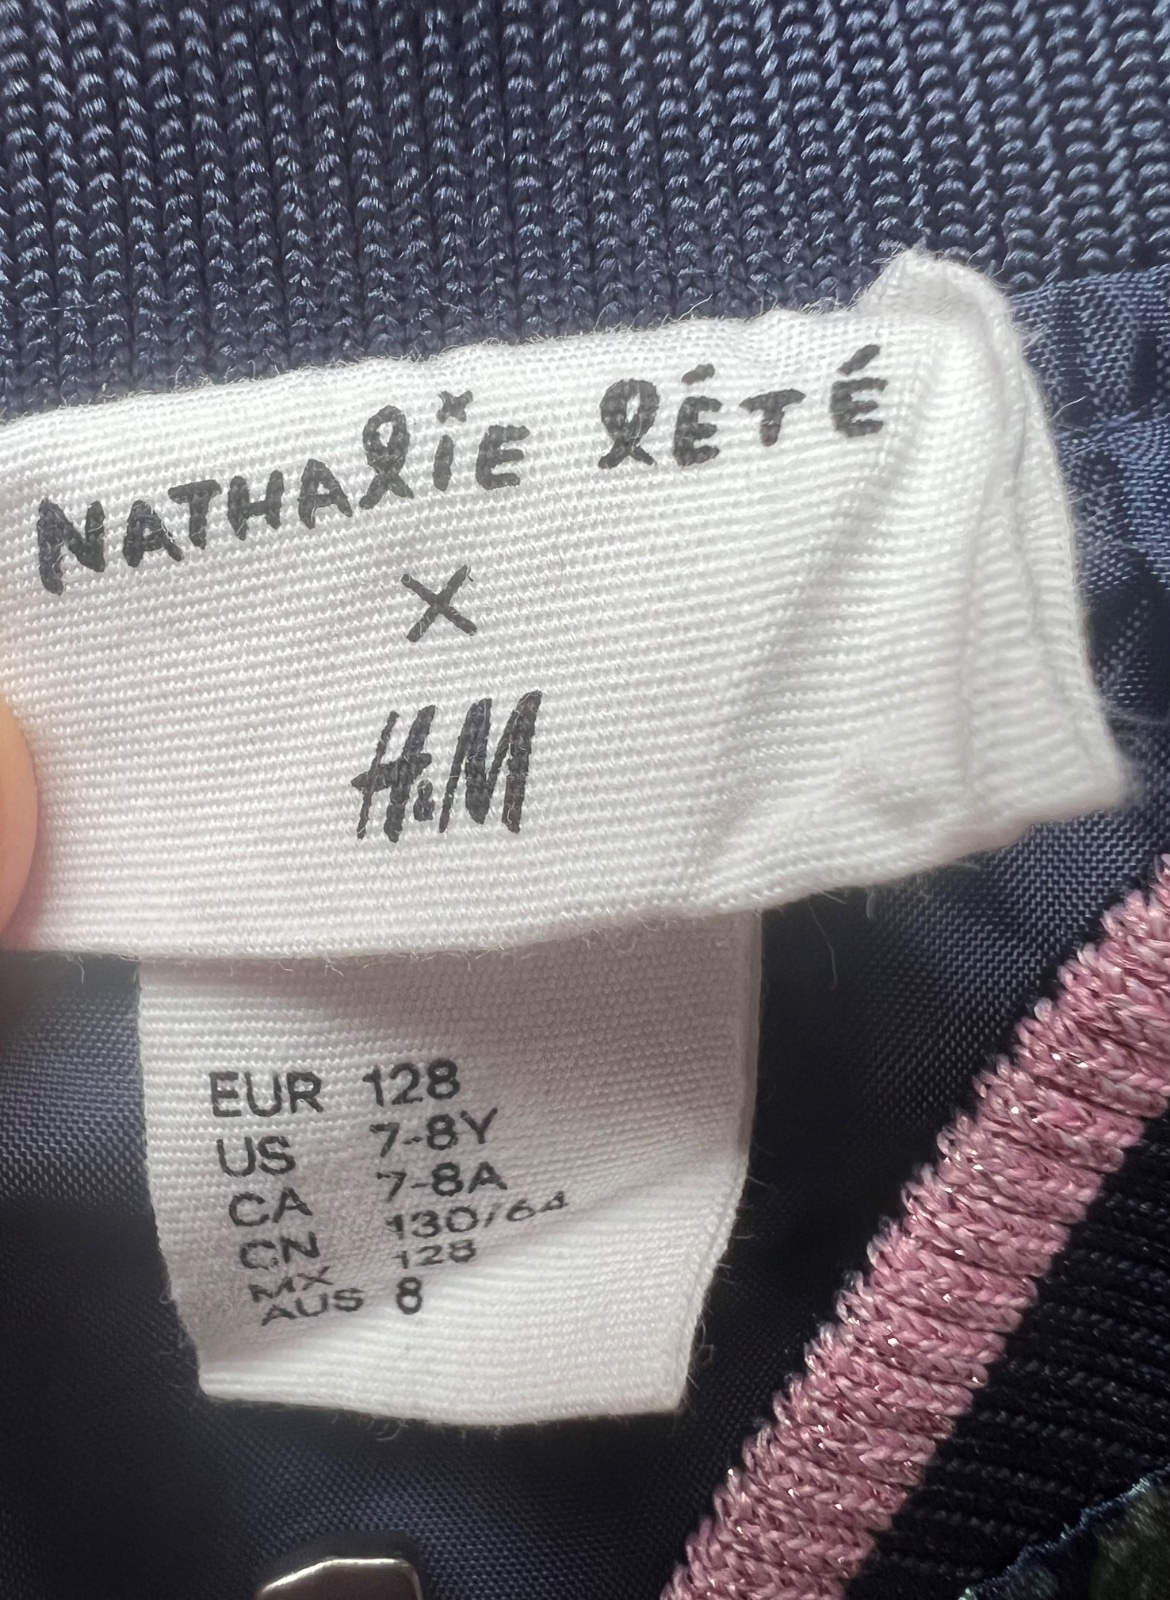 NATHALIE LÉTÉ
X
H&M
EUR 128
US 7-8Y
CA 7-8A
CN 130/64
MX 128
AUS 8